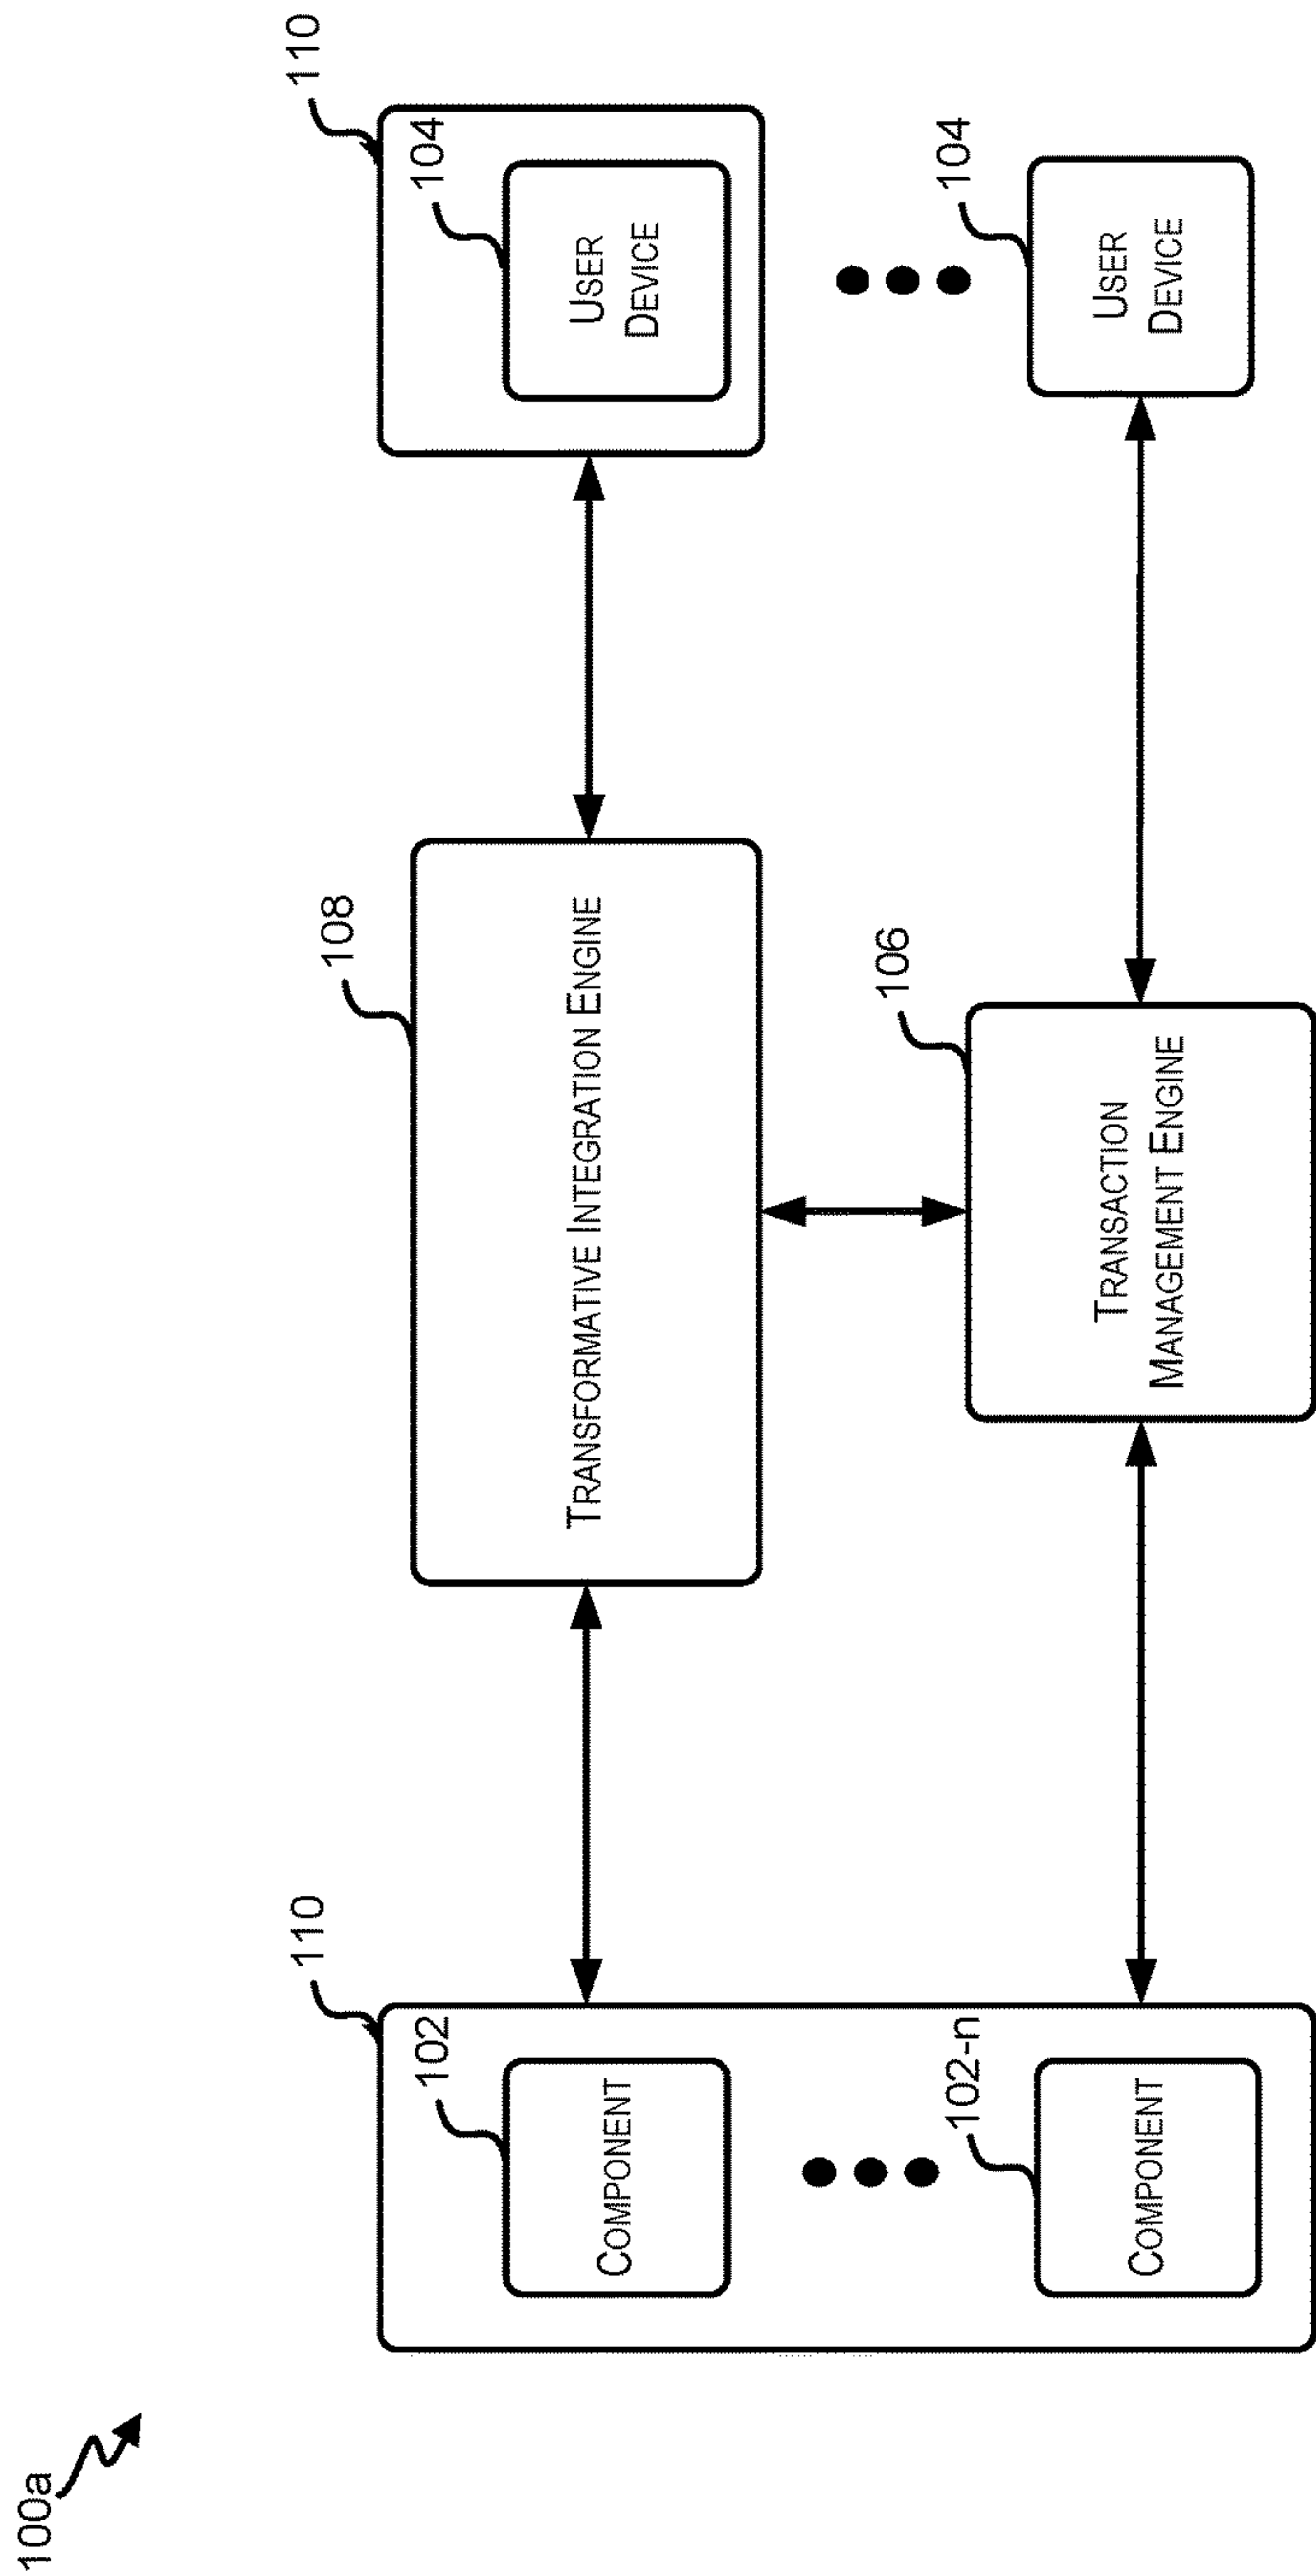 100a
110
102
COMPONENT
102-n
COMPONENT
108
TRANSFORMATIVE INTEGRATION ENGINE
106
TRANSACTION
MANAGEMENT ENGINE
110
104
USER
DEVICE
104
USER
DEVICE